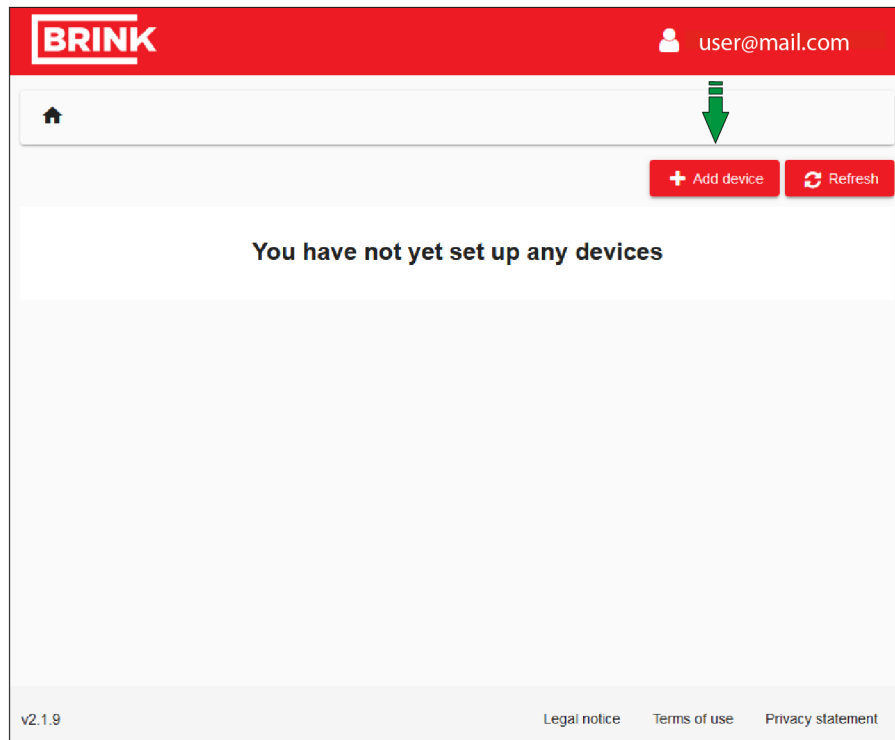 BRINK
user@mail.com
Add device
Refresh
You have not yet set up any devices
v2.1.9
Legal notice
Terms of use
Privacy statement